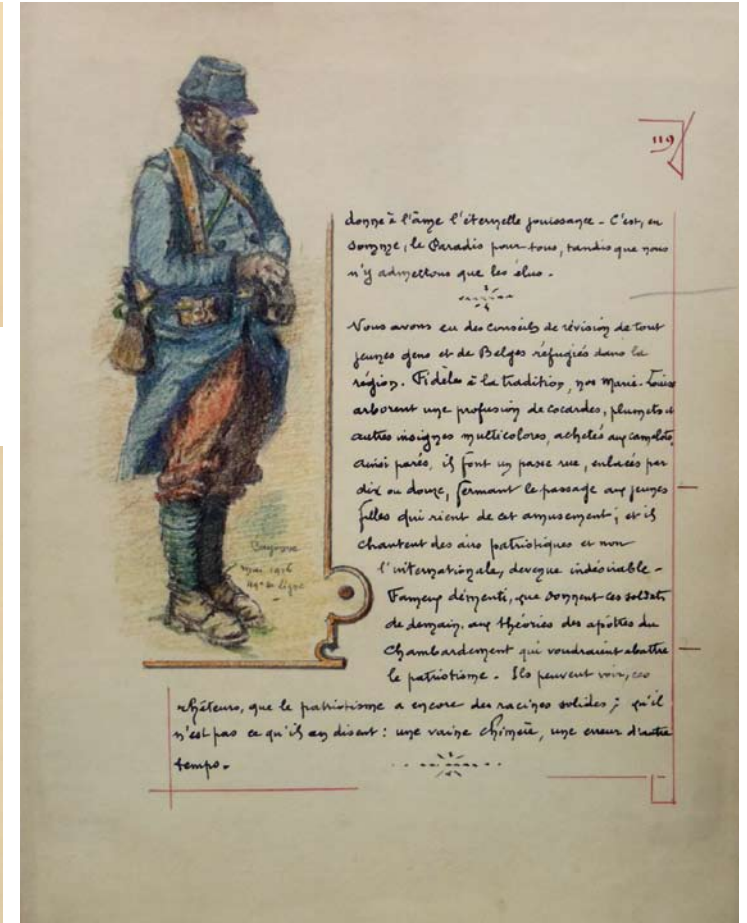 119
donne à l'âme l'éternelle jouissance - C'est, en
somme, le Paradis pour tous, tandis que nous
n'y admettons que les élus.
Nous avons eu des conseils de révision de tout
jeunes gens et de Belges réfugiés dans la
région. Fidèles à la tradition, nos Marie-Louise
arborent une profusion de cocardes, plumets et
autres insignes multicolores, achetés aux camelots,
ainsi parés, ils font un passe rue, enlacés par
dix ou douze, fermant le passage aux jeunes
filles qui rient de cet amusement; et ils
chantent des airs patriotiques et non
l'internationale, devenue indésirable -
Fameux démenti, que donnent ces soldats
de demain, aux théories des apôtres du
chambardement qui voudraient abattre
le patriotisme - Ils peuvent voir, ces
rhéteurs, que le patriotisme a encore des racines solides; qu'il
n'est pas ce qu'ils en disent: une vaine chimère, une erreur d'autre
temps.
mai 1916
de ligne